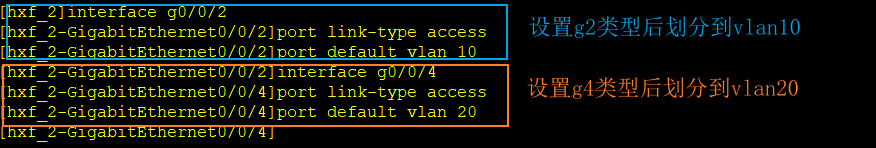 [hxf_2]interface g0/0/2
[hxf_2-GigabitEthernet0/0/2]port link-type access
[hxf_2-GigabitEthernet0/0/2]port default vlan 10
设置g2类型后划分到vlan10
[hxf_2-GigabitEthernet0/0/2]interface g0/0/4
[hxf_2-GigabitEthernet0/0/4]port link-type access
[hxf_2-GigabitEthernet0/0/4]port default vlan 20
设置g4类型后划分到vlan20
[hxf_2-GigabitEthernet0/0/4]